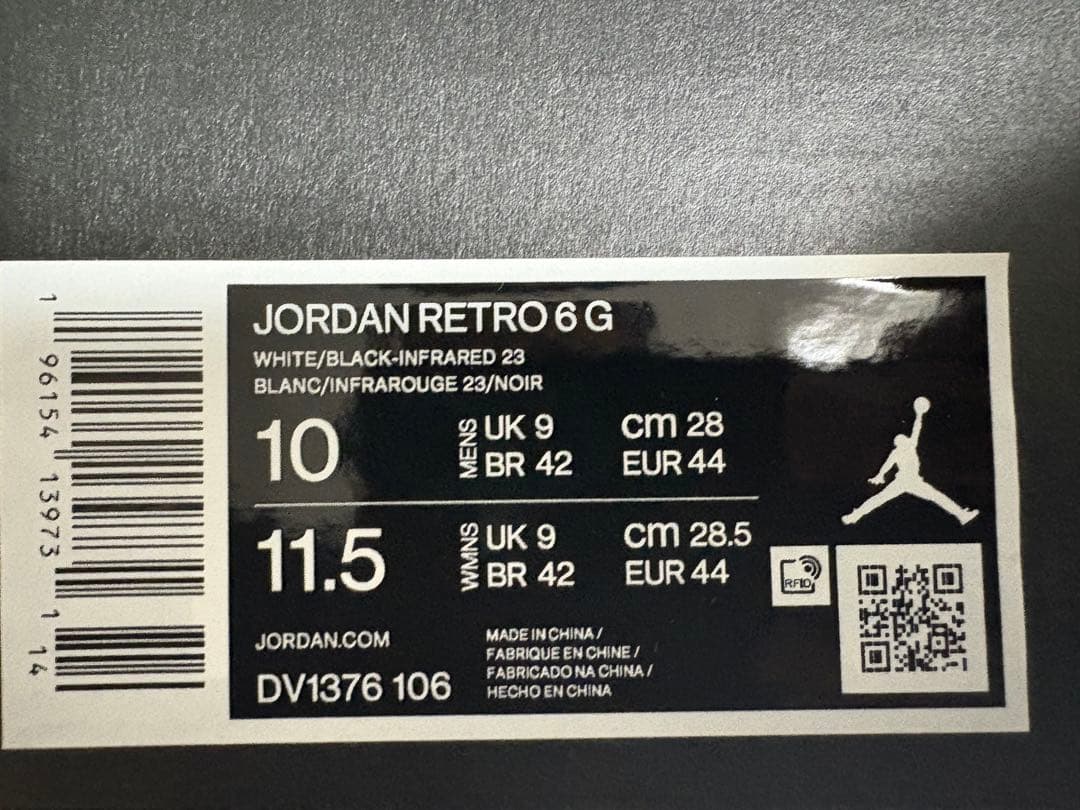 1 96154 13973 1 14
JORDAN RETRO 6 G
WHITE/BLACK-INFRARED 23
BLANC/INFRAROUGE 23/NOIR
10 MENS UK 9 cm 28
BR 42 EUR 44
11.5 WMNS UK 9 cm 28.5
BR 42 EUR 44
RFID
JORDAN.COM
DV1376 106
MADE IN CHINA /
FABRIQUE EN CHINE /
FABRICADO NA CHINA /
HECHO EN CHINA